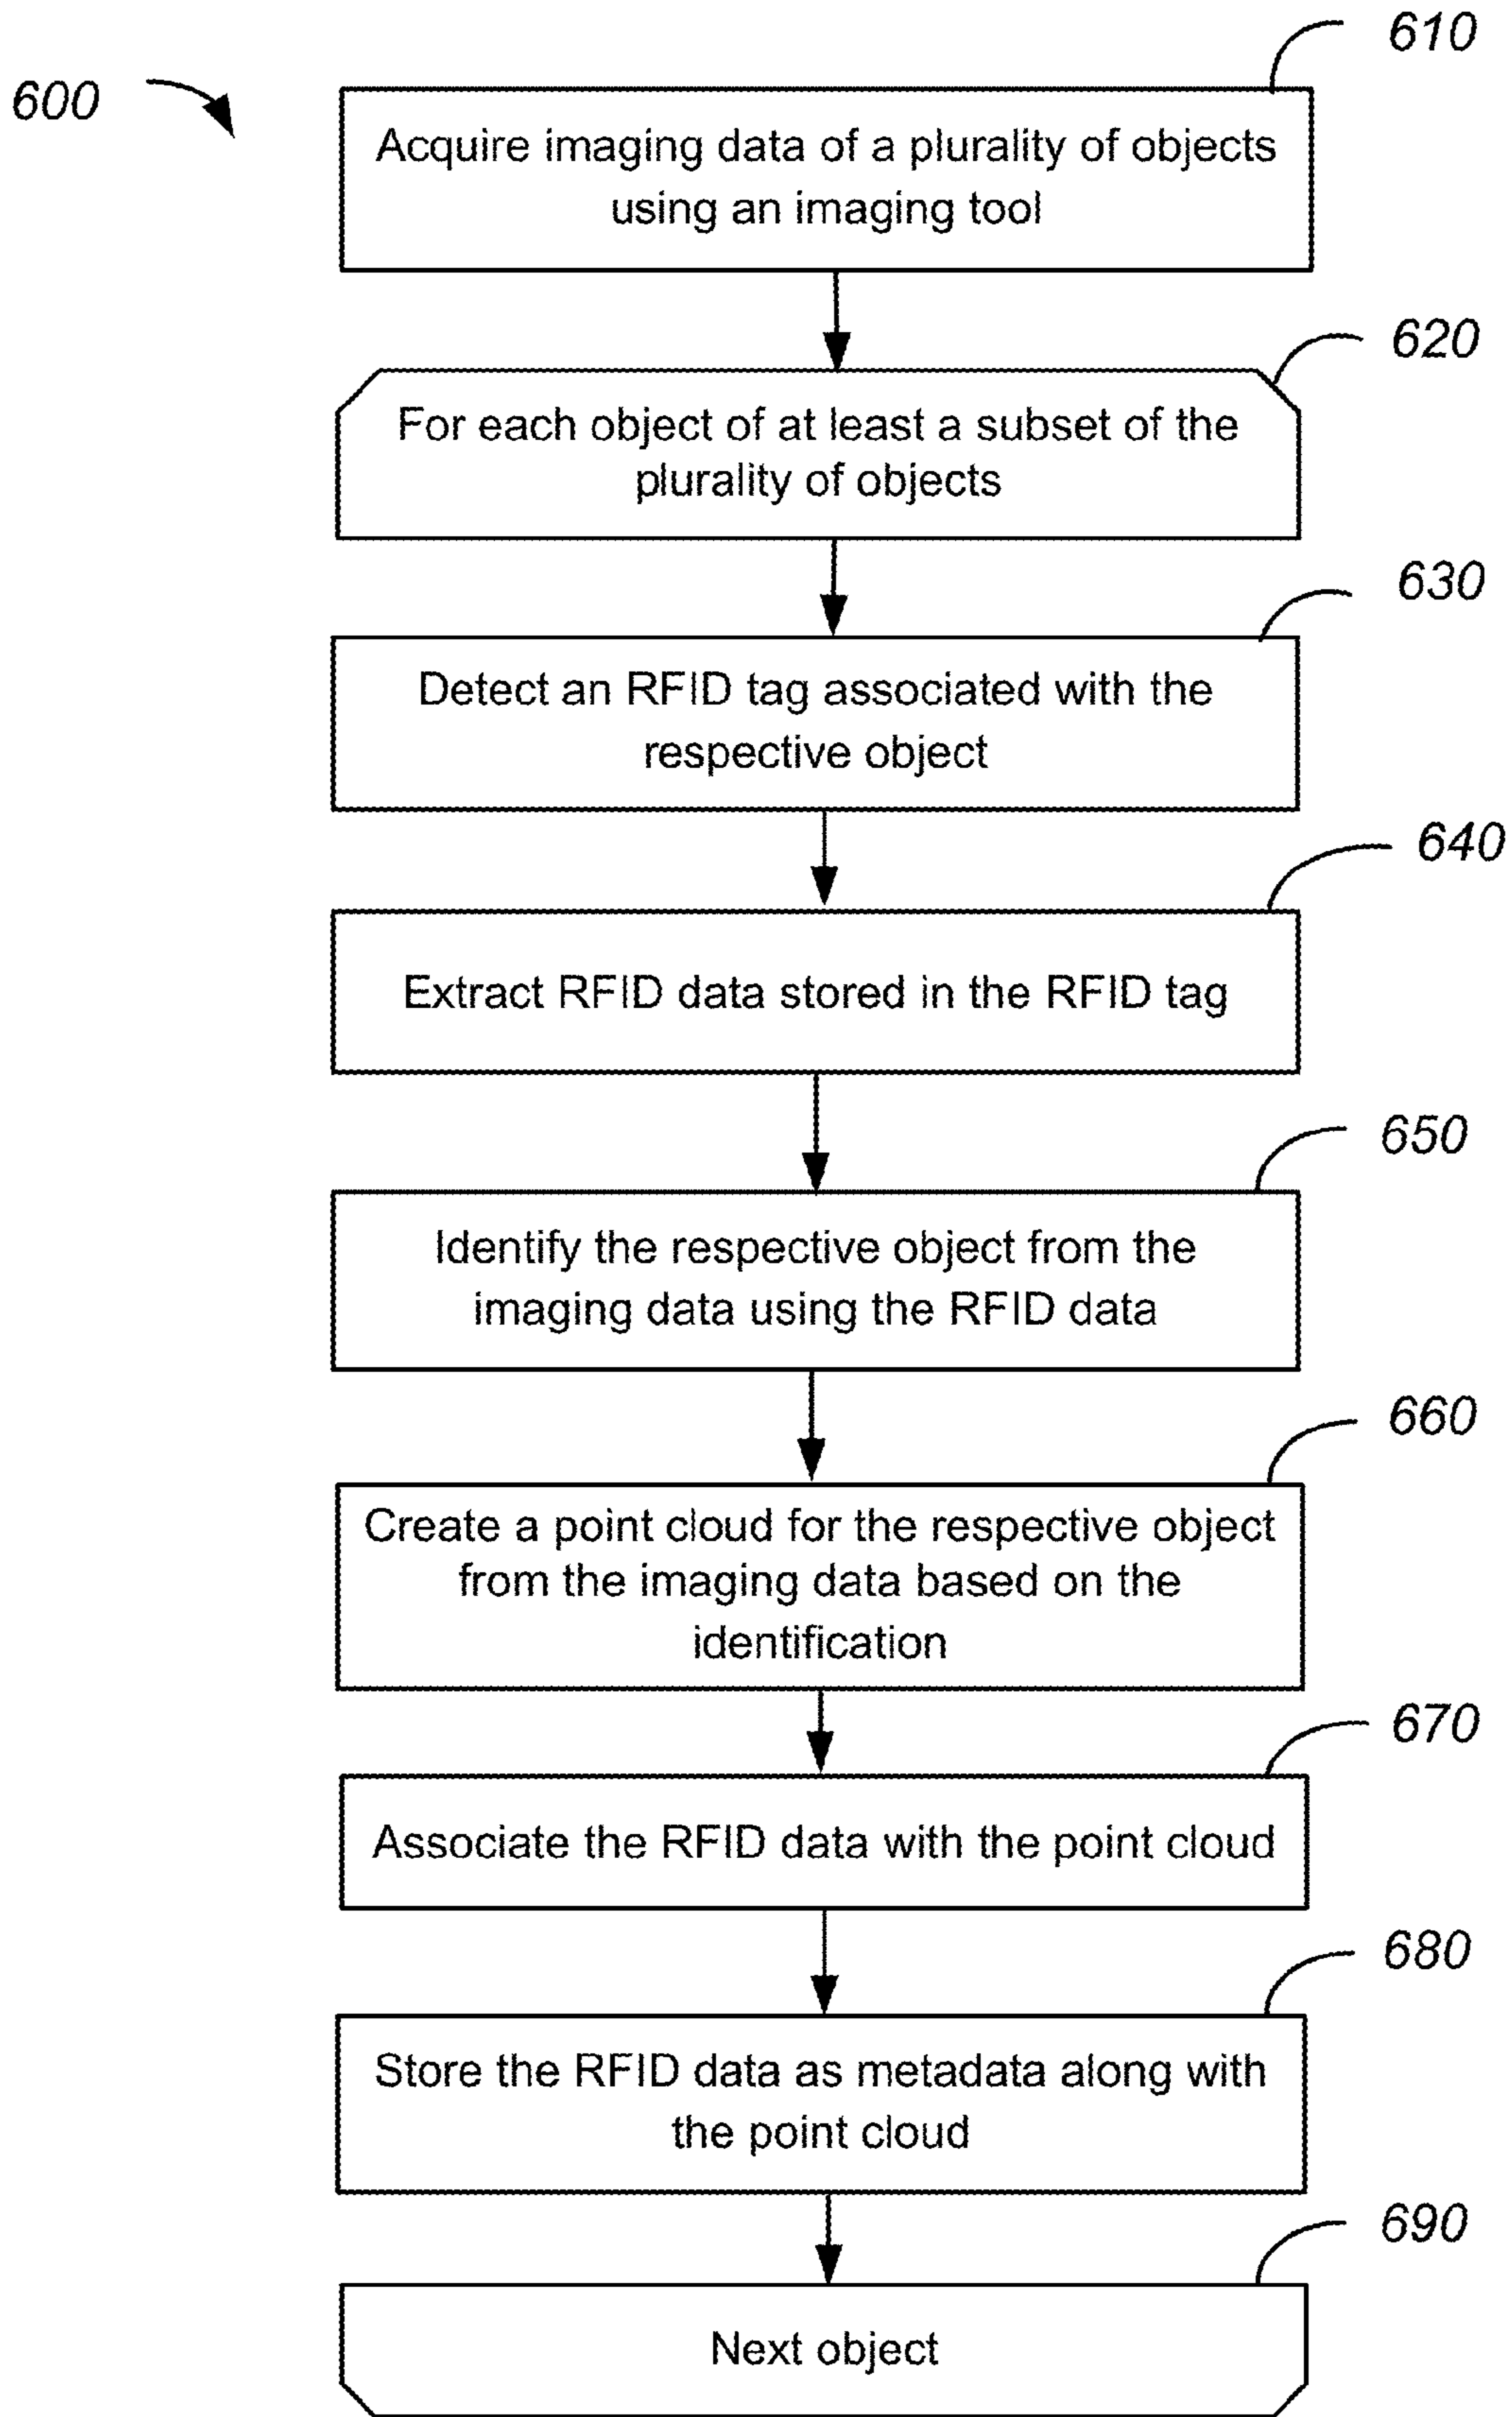 600
610
Acquire imaging data of a plurality of objects
using an imaging tool
620
For each object of at least a subset of the
plurality of objects
630
Detect an RFID tag associated with the
respective object
640
Extract RFID data stored in the RFID tag
650
Identify the respective object from the
imaging data using the RFID data
660
Create a point cloud for the respective object
from the imaging data based on the
identification
670
Associate the RFID data with the point cloud
680
Store the RFID data as metadata along with
the point cloud
690
Next object